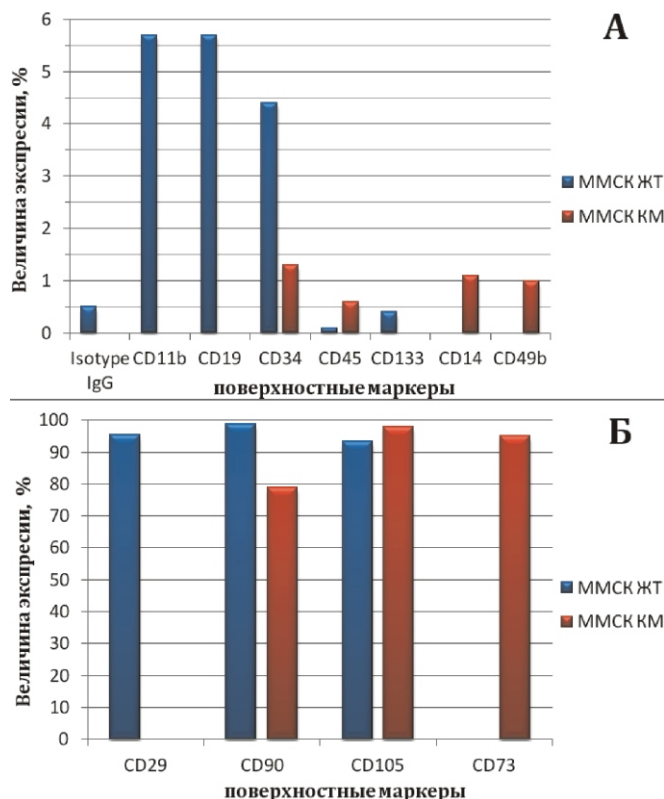 А
Величина экспресии, %
6
5
4
3
2
1
0
Isotype IgG
CD11b
CD19
CD34
CD45
CD133
CD14
CD49b
поверхностные маркеры
ММСК ЖТ
ММСК КМ
Б
Величина экспресии, %
100
90
80
70
60
50
40
30
20
10
0
CD29
CD90
CD105
CD73
поверхностные маркеры
ММСК ЖТ
ММСК КМ